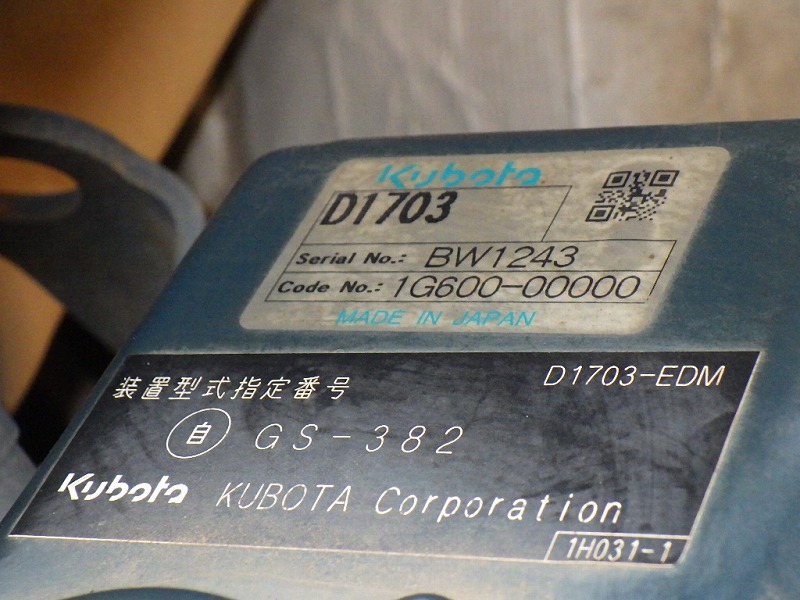 Kubota
D1703
Serial No.: BW1243
Code No.: 1G600-00000
MADE IN JAPAN
装置型式指定番号 D1703-EDM
自 GS-382
Kubota KUBOTA Corporation
1H031-1